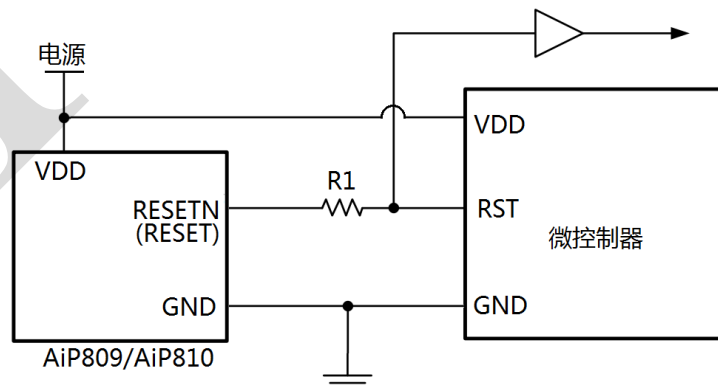 电源
VDD
VDD
R1
RESETN
(RESET)
RST
微控制器
GND
GND
AiP809/AiP810